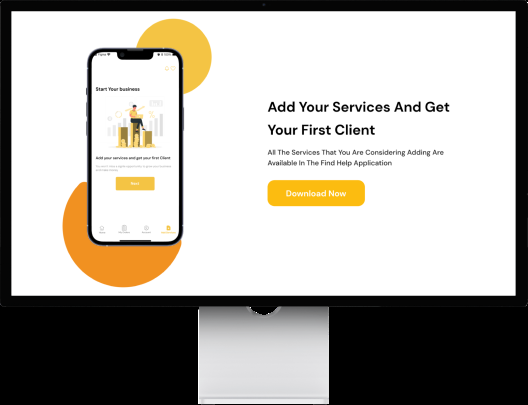 Start Your business
Add your services and get your first Client
Next
Add Your Services And Get
Your First Client
All The Services That You Are Considering Adding Are
Available In The Find Help Application
Download Now